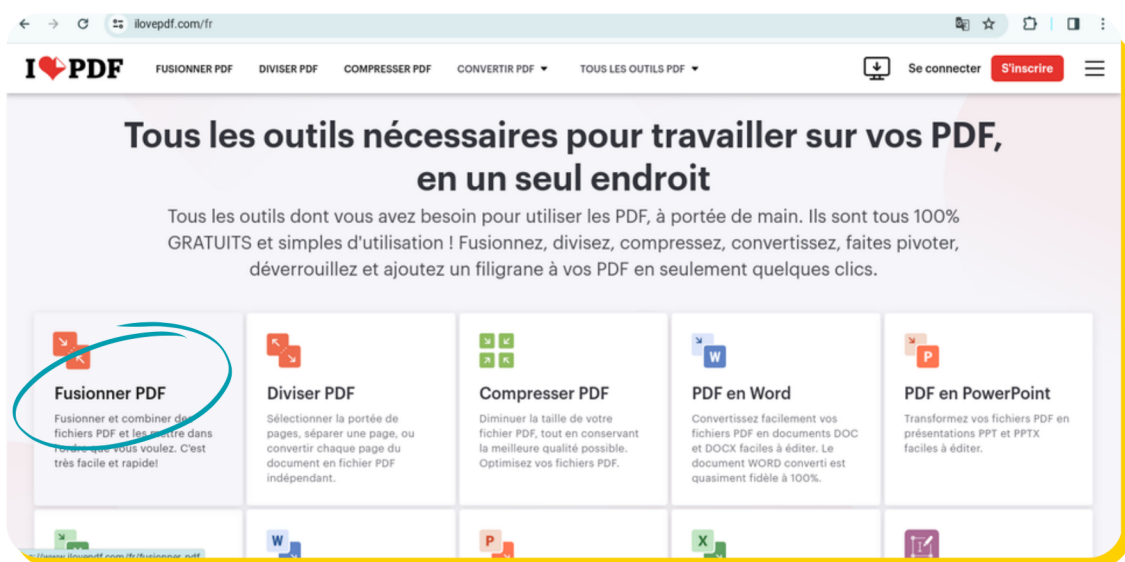 ilovepdf.com/fr
I PDF
FUSIONNER PDF
DIVISER PDF
COMPRESSER PDF
CONVERTIR PDF
TOUS LES OUTILS PDF
Se connecter
S'inscrire
Tous les outils nécessaires pour travailler sur vos PDF,
en un seul endroit
Tous les outils dont vous avez besoin pour utiliser les PDF, à portée de main. Ils sont tous 100%
GRATUITS et simples d'utilisation ! Fusionnez, divisez, compressez, convertissez, faites pivoter,
déverrouillez et ajoutez un filigrane à vos PDF en seulement quelques clics.
Fusionner PDF
Fusionner et combiner des
fichiers PDF et les mettre dans
l'ordre que vous voulez. C'est
très facile et rapide!
Diviser PDF
Sélectionner la portée de
pages, séparer une page, ou
convertir chaque page du
document en fichier PDF
indépendant.
Compresser PDF
Diminuer la taille de votre
fichier PDF, tout en conservant
la meilleure qualité possible.
Optimisez vos fichiers PDF.
W
PDF en Word
Convertissez facilement vos
fichiers PDF en documents DOC
et DOCX faciles à éditer. Le
document WORD converti est
quasiment fidèle à 100%.
P
PDF en PowerPoint
Transformez vos fichiers PDF en
présentations PPT et PPTX
faciles à éditer.
W
P
X
://www.ilovepdf.com/fr/fusionner_pdf